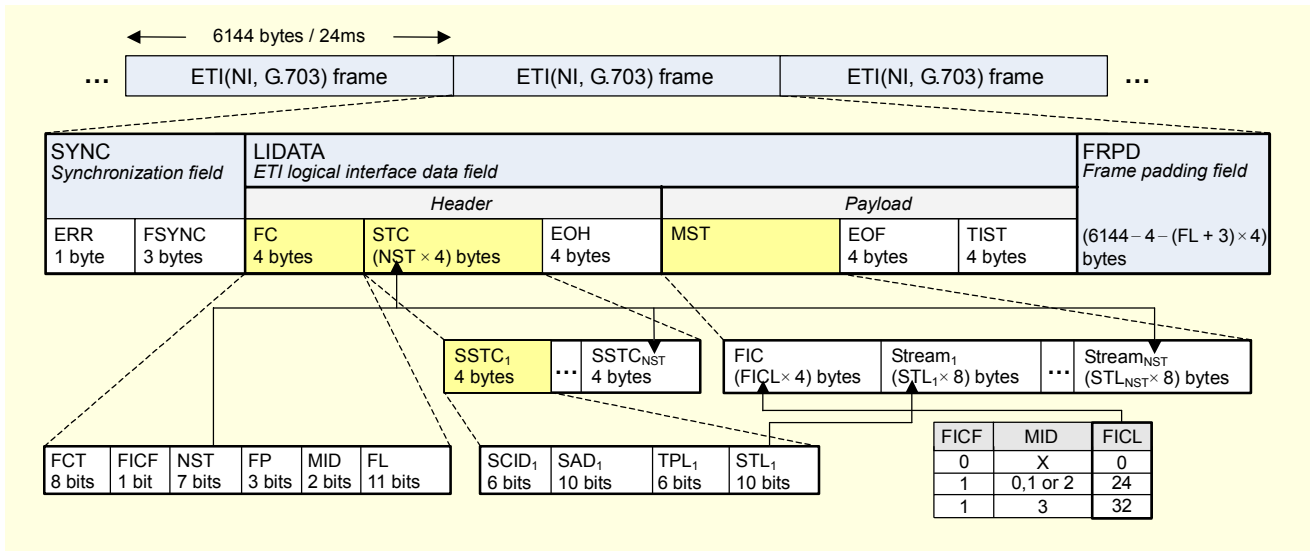 6144 bytes / 24ms
... ETI(NI, G.703) frame ETI(NI, G.703) frame ETI(NI, G.703) frame ...
SYNC
Synchronization field
LIDATA
ETI logical interface data field
FRPD
Frame padding field
Header
Payload
ERR
1 byte
FSYNC
3 bytes
FC
4 bytes
STC
(NST × 4) bytes
EOH
4 bytes
MST
EOF
4 bytes
TIST
4 bytes
(6144 – 4 – (FL + 3) × 4)
bytes
SSTC₁
4 bytes
...
SSTC_NST
4 bytes
FIC
(FICL× 4) bytes
Stream₁
(STL₁× 8) bytes
...
Stream_NST
(STL_NST× 8) bytes
FCT
8 bits
FICF
1 bit
NST
7 bits
FP
3 bits
MID
2 bits
FL
11 bits
SCID₁
6 bits
SAD₁
10 bits
TPL₁
6 bits
STL₁
10 bits
FICF MID FICL
0 X 0
1 0,1 or 2 24
1 3 32